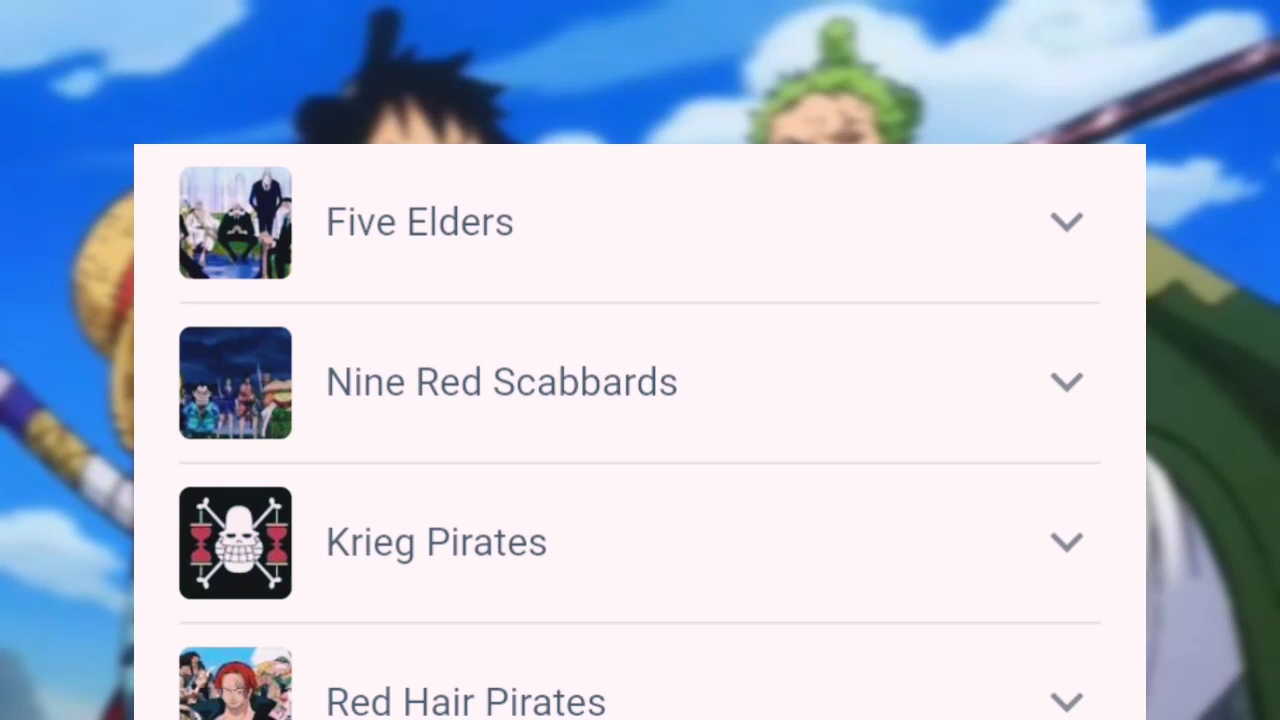 Five Elders
Nine Red Scabbards
Krieg Pirates
Red Hair Pirates